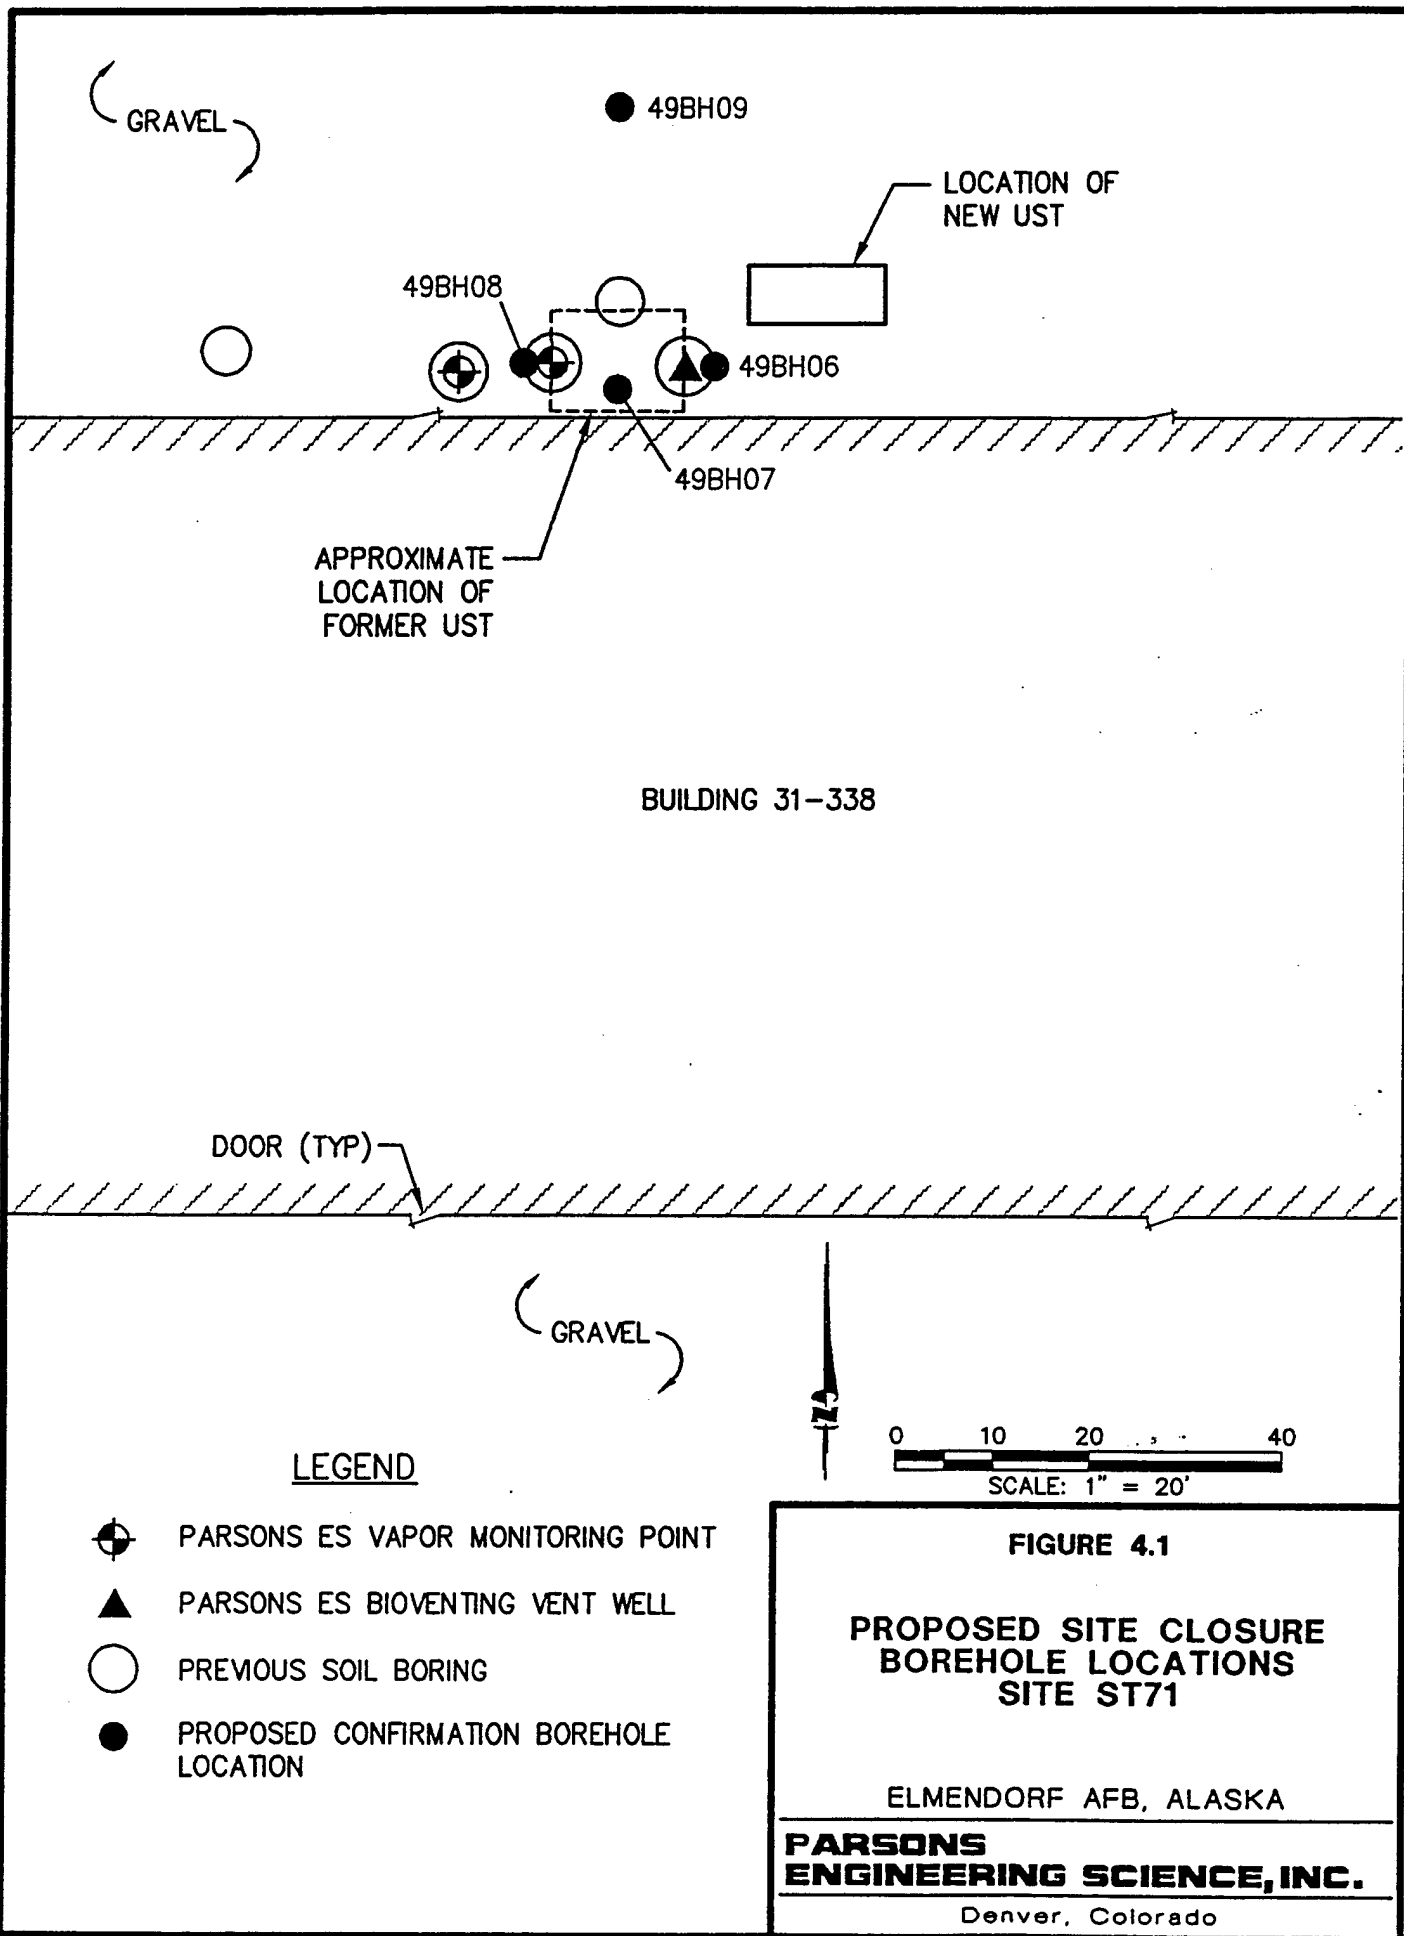 GRAVEL
49BH09
LOCATION OF
NEW UST
49BH08
49BH06
49BH07
APPROXIMATE
LOCATION OF
FORMER UST
BUILDING 31-338
DOOR (TYP)
GRAVEL
N
0 10 20 40
SCALE: 1" = 20'
LEGEND
PARSONS ES VAPOR MONITORING POINT
PARSONS ES BIOVENTING VENT WELL
PREVIOUS SOIL BORING
PROPOSED CONFIRMATION BOREHOLE
LOCATION
FIGURE 4.1
PROPOSED SITE CLOSURE
BOREHOLE LOCATIONS
SITE ST71
ELMENDORF AFB, ALASKA
PARSONS
ENGINEERING SCIENCE, INC.
Denver, Colorado